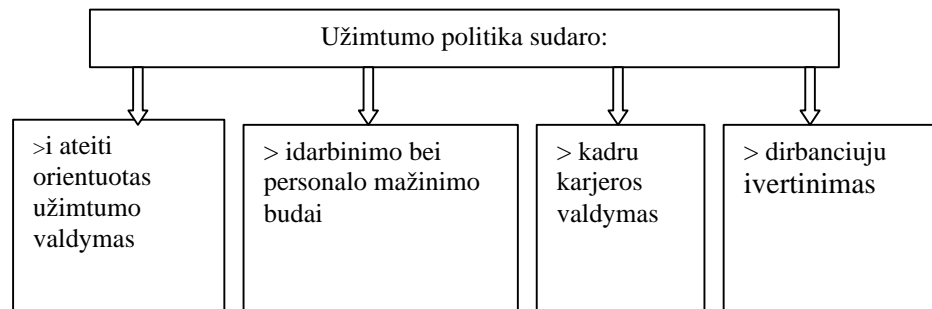 Užimtumo politika sudaro:
>i ateiti
orientuotas
užimtumo
valdymas
> idarbinimo bei
personalo mažinimo
budai
> kadru
karjeros
valdymas
> dirbanciuju
ivertinimas